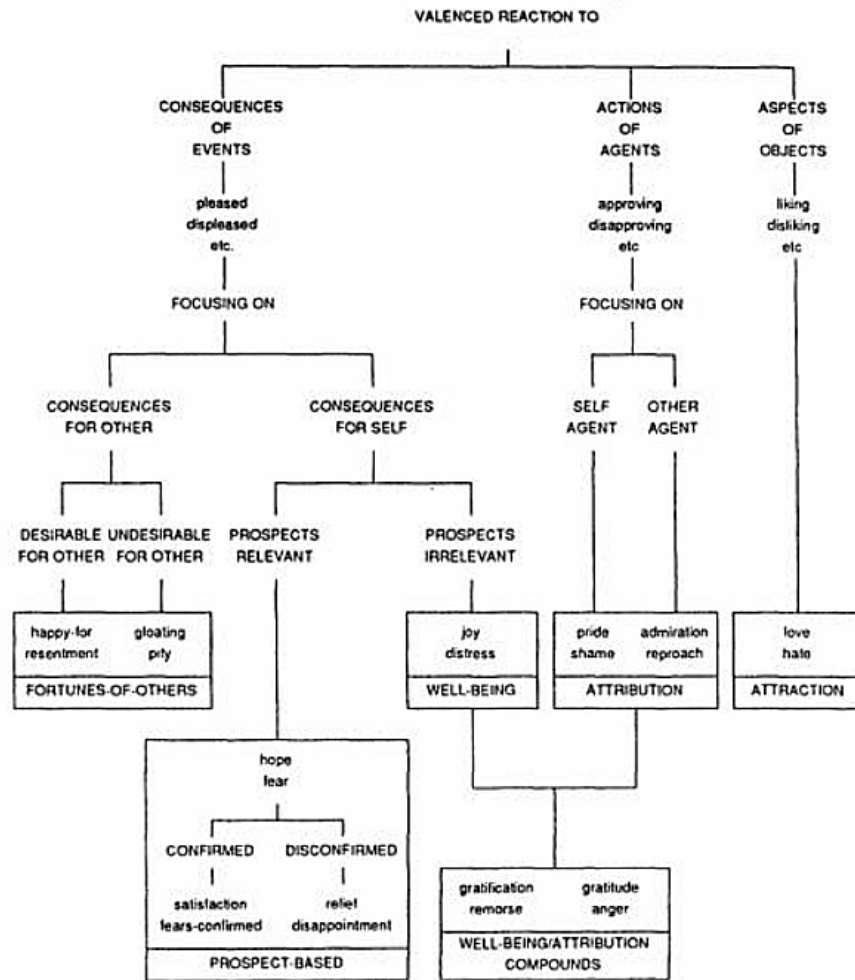 VALENCED REACTION TO
CONSEQUENCES
OF
EVENTS
ACTIONS
OF
AGENTS
ASPECTS
OF
OBJECTS
pleased
displeased
etc.
approving
disapproving
etc
liking
disliking
etc
FOCUSING ON
FOCUSING ON
CONSEQUENCES
FOR OTHER
CONSEQUENCES
FOR SELF
SELF
AGENT
OTHER
AGENT
DESIRABLE
FOR OTHER
UNDESIRABLE
FOR OTHER
PROSPECTS
RELEVANT
PROSPECTS
IRRELEVANT
happy-for
resentment
gloating
pity
FORTUNES-OF-OTHERS
joy
distress
WELL-BEING
pride
shame
admiration
reproach
ATTRIBUTION
love
hate
ATTRACTION
hope
fear
CONFIRMED
DISCONFIRMED
satisfaction
fears-confirmed
relief
disappointment
PROSPECT-BASED
gratification
remorse
gratitude
anger
WELL-BEING/ATTRIBUTION
COMPOUNDS